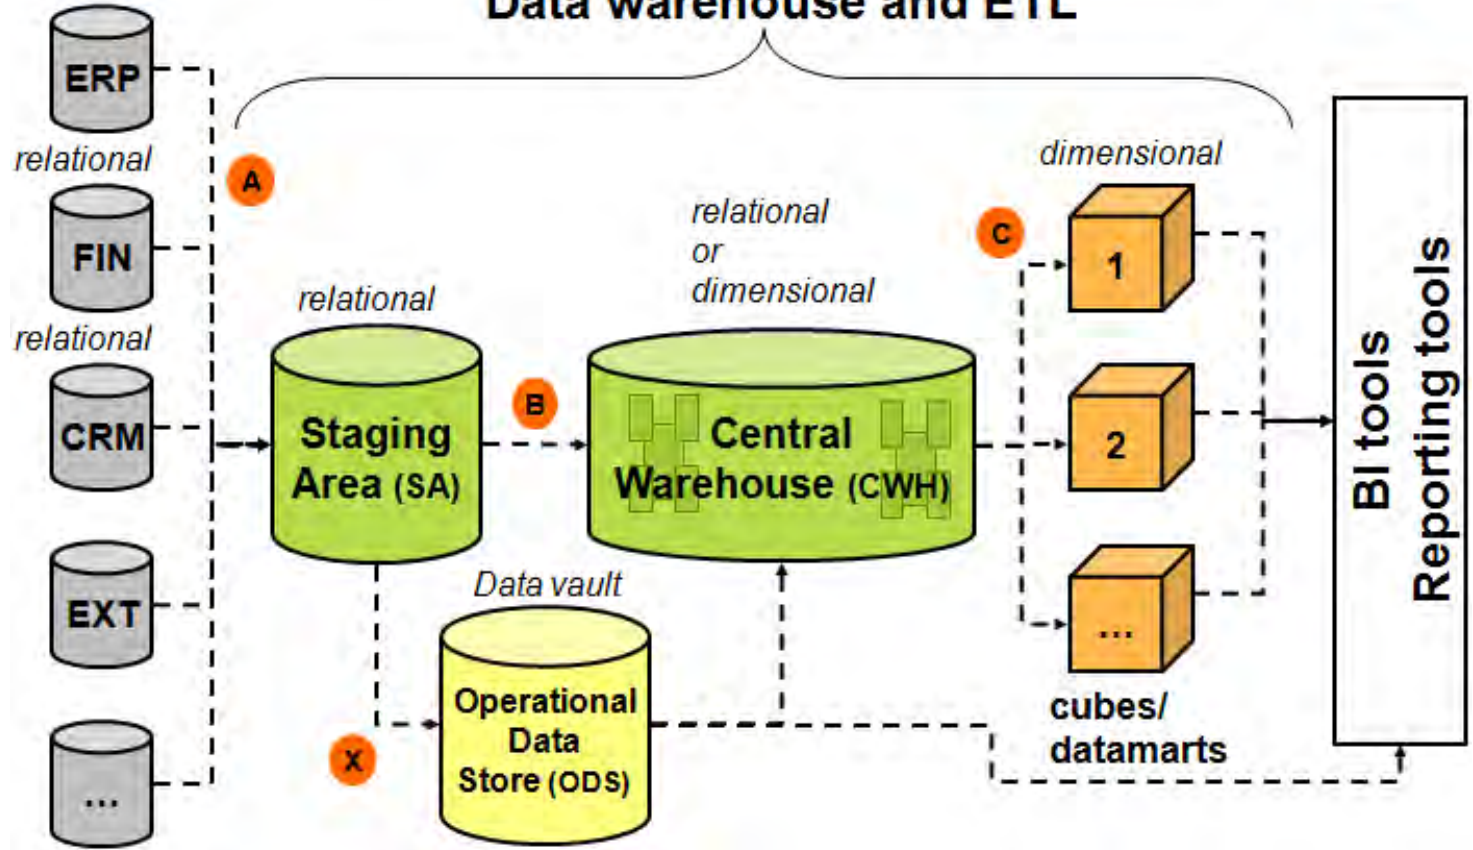 Data warehouse and ETL
ERP
relational
FIN
relational
CRM
EXT
...
A
relational
Staging
Area (SA)
B
relational
or
dimensional
Central
Warehouse (CWH)
X
Data vault
Operational
Data
Store (ODS)
C
dimensional
1
2
...
cubes/
datamarts
BI tools
Reporting tools